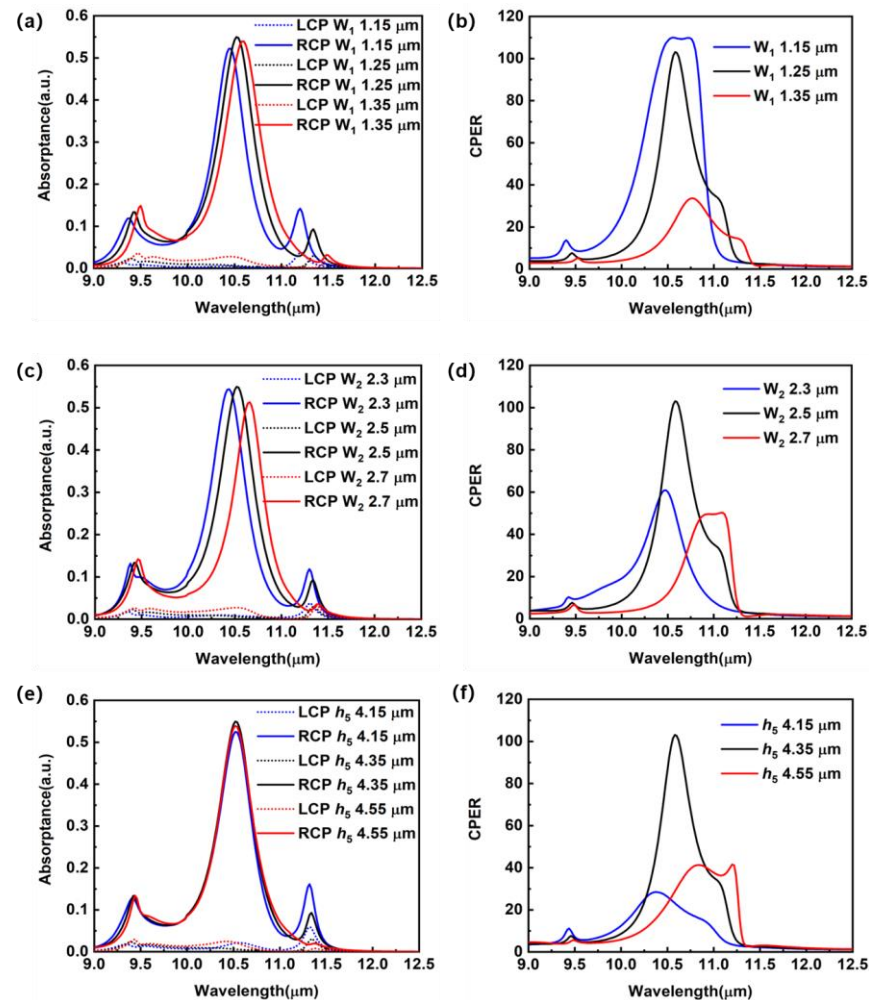 (a)
LCP W₁ 1.15 μm
RCP W₁ 1.15 μm
LCP W₁ 1.25 μm
RCP W₁ 1.25 μm
LCP W₁ 1.35 μm
RCP W₁ 1.35 μm
Absorptance(a.u.)
0.6
0.5
0.4
0.3
0.2
0.1
0.0
9.0 9.5 10.0 10.5 11.0 11.5 12.0 12.5
Wavelength(μm)
(b)
W₁ 1.15 μm
W₁ 1.25 μm
W₁ 1.35 μm
CPER
120
100
80
60
40
20
0
9.0 9.5 10.0 10.5 11.0 11.5 12.0 12.5
Wavelength(μm)
(c)
LCP W₂ 2.3 μm
RCP W₂ 2.3 μm
LCP W₂ 2.5 μm
RCP W₂ 2.5 μm
LCP W₂ 2.7 μm
RCP W₂ 2.7 μm
Absorptance(a.u.)
0.6
0.5
0.4
0.3
0.2
0.1
0.0
9.0 9.5 10.0 10.5 11.0 11.5 12.0 12.5
Wavelength(μm)
(d)
W₂ 2.3 μm
W₂ 2.5 μm
W₂ 2.7 μm
CPER
120
100
80
60
40
20
0
9.0 9.5 10.0 10.5 11.0 11.5 12.0 12.5
Wavelength(μm)
(e)
LCP h₅ 4.15 μm
RCP h₅ 4.15 μm
LCP h₅ 4.35 μm
RCP h₅ 4.35 μm
LCP h₅ 4.55 μm
RCP h₅ 4.55 μm
Absorptance(a.u.)
0.6
0.5
0.4
0.3
0.2
0.1
0.0
9.0 9.5 10.0 10.5 11.0 11.5 12.0 12.5
Wavelength(μm)
(f)
h₅ 4.15 μm
h₅ 4.35 μm
h₅ 4.55 μm
CPER
120
100
80
60
40
20
0
9.0 9.5 10.0 10.5 11.0 11.5 12.0 12.5
Wavelength(μm)